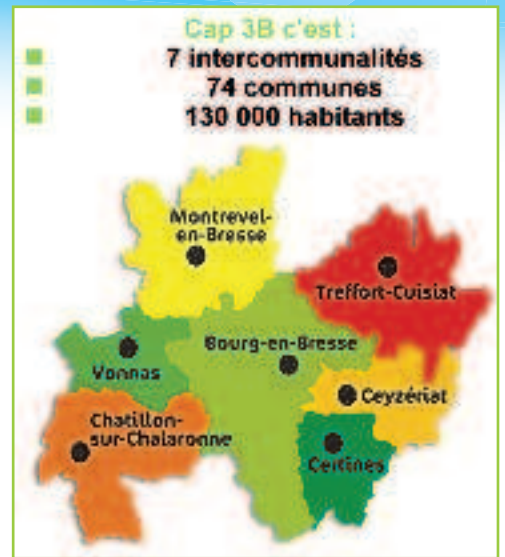 Cap 3B c'est :
7 intercommunalités
74 communes
130 000 habitants
Montrevel-
en-Bresse
Treffort-Cuisiat
Bourg-en-Bresse
Vonnas
Ceyzériat
Chatillon-
sur-Chalaronne
Certines